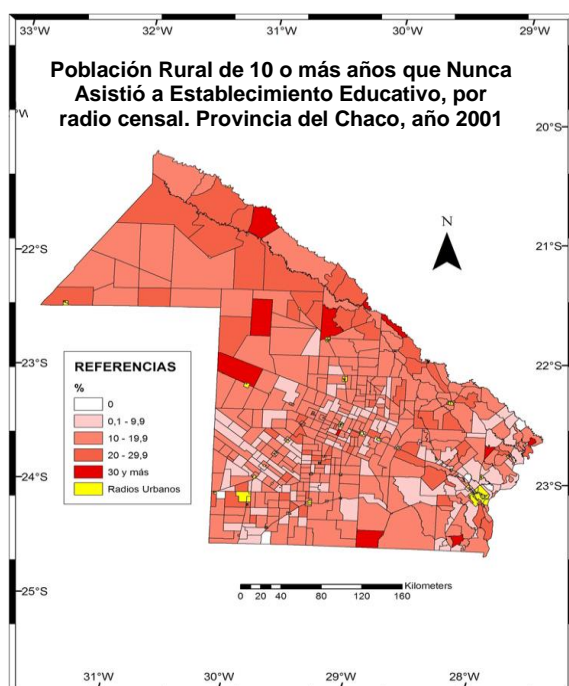 33°W 32°W 31°W 30°W 29°W
Población Rural de 10 o más años que Nunca
Asistió a Establecimiento Educativo, por
radio censal. Provincia del Chaco, año 2001
20°S
N
22°S
21°S
23°S
22°S
REFERENCIAS
%
0
0,1 - 9,9
10 - 19,9
20 - 29,9
30 y más
Radios Urbanos
24°S
23°S
25°S
Kilometers
0 20 40 80 120 160
31°W 30°W 29°W 28°W